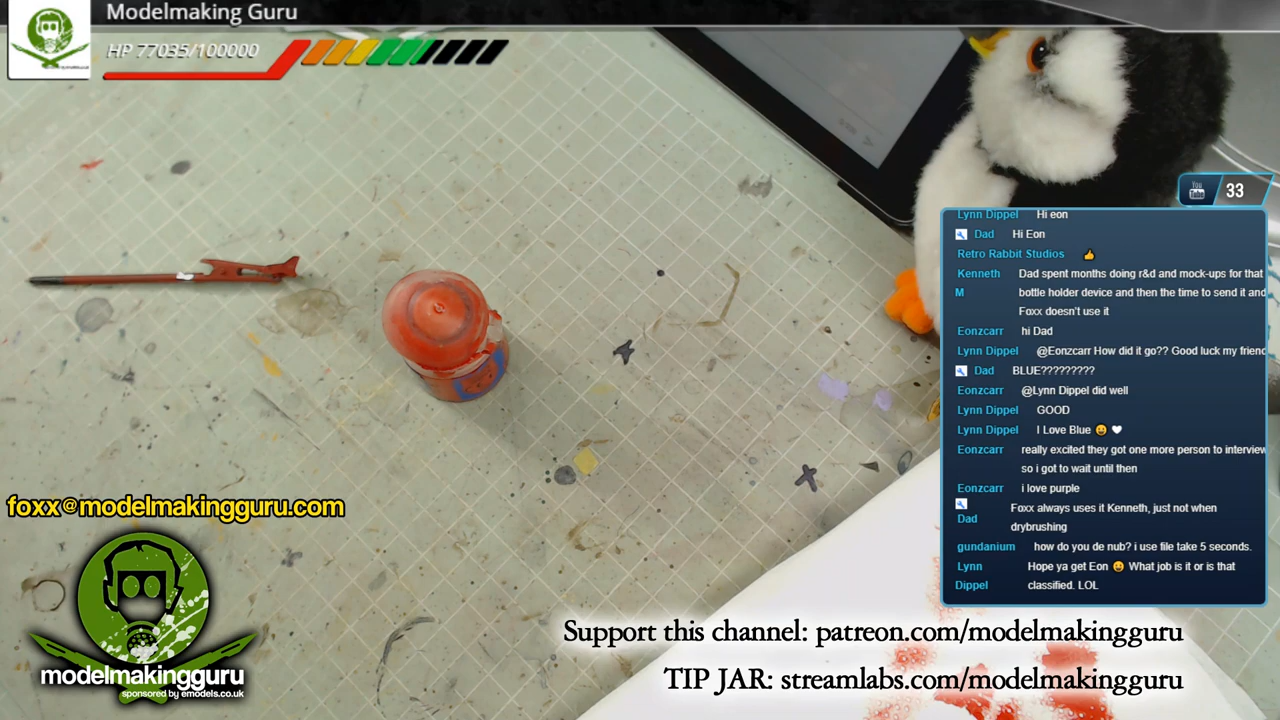 Modelmaking Guru
HP 77035/100000
You
Tube
33
Lynn Dippel Hi eon
Dad Hi Eon
Retro Rabbit Studios 👍
Kenneth Dad spent months doing r&d and mock-ups for that
M bottle holder device and then the time to send it and
Foxx doesn't use it
Eonzcarr hi Dad
Lynn Dippel @Eonzcarr How did it go?? Good luck my friend
Dad BLUE?????????
Eonzcarr @Lynn Dippel did well
Lynn Dippel GOOD
Lynn Dippel I Love Blue 😀 🤍
Eonzcarr really excited they got one more person to interview
so i got to wait until then
Eonzcarr i love purple
Dad Foxx always uses it Kenneth, just not when
drybrushing
gundanium how do you de nub? i use file take 5 seconds.
Lynn Hope ya get Eon 😀 What job is it or is that
Dippel classified. LOL
foxx@modelmakingguru.com
modelmakingguru
sponsored by emodels.co.uk
Support this channel: patreon.com/modelmakingguru
TIP JAR: streamlabs.com/modelmakingguru